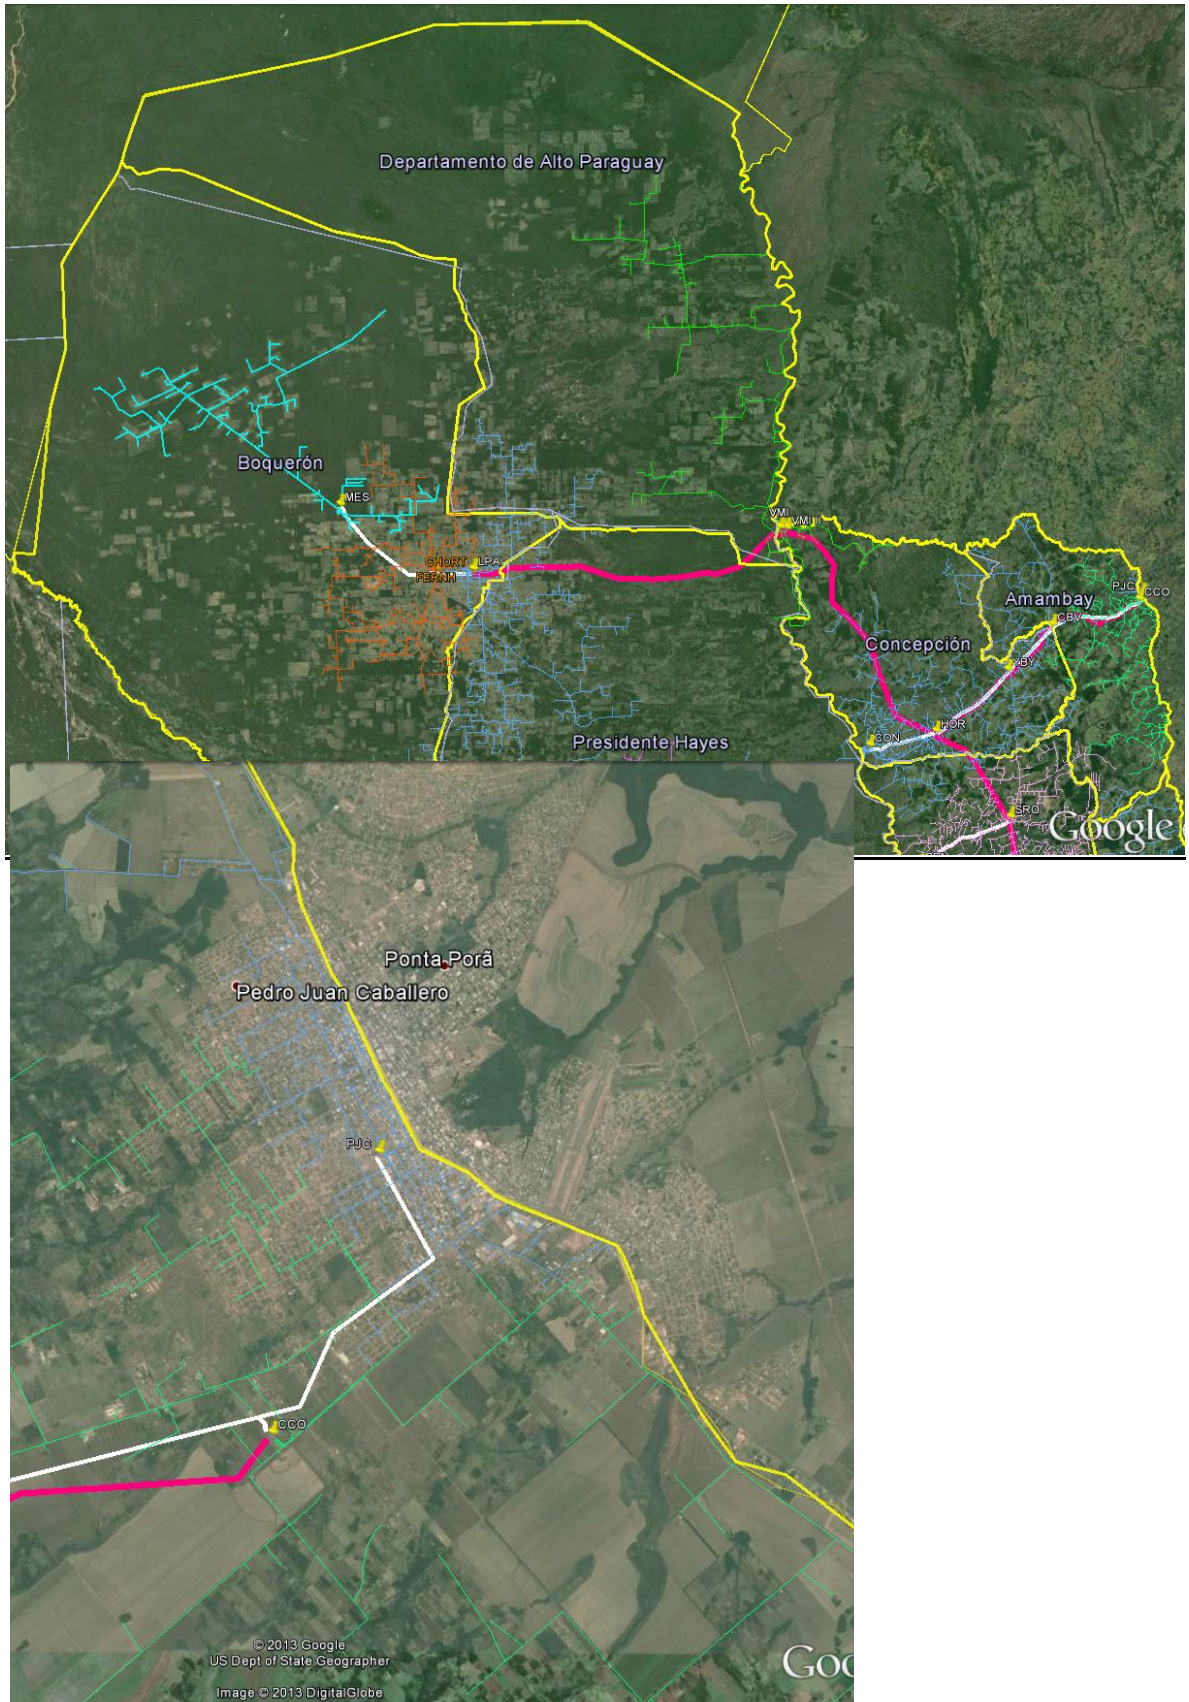 Departamento de Alto Paraguay
Boquerón
MES
CHORT
LPA
FERNH
VMI
VMI II
PJC
CCO
Amambay
CBV
Concepción
YBY
HOR
CON
Presidente Hayes
SRO
Google
Ponta Porã
Pedro Juan Caballero
PJC
CCO
© 2013 Google
US Dept of State Geographer
Image © 2013 DigitalGlobe
Goo